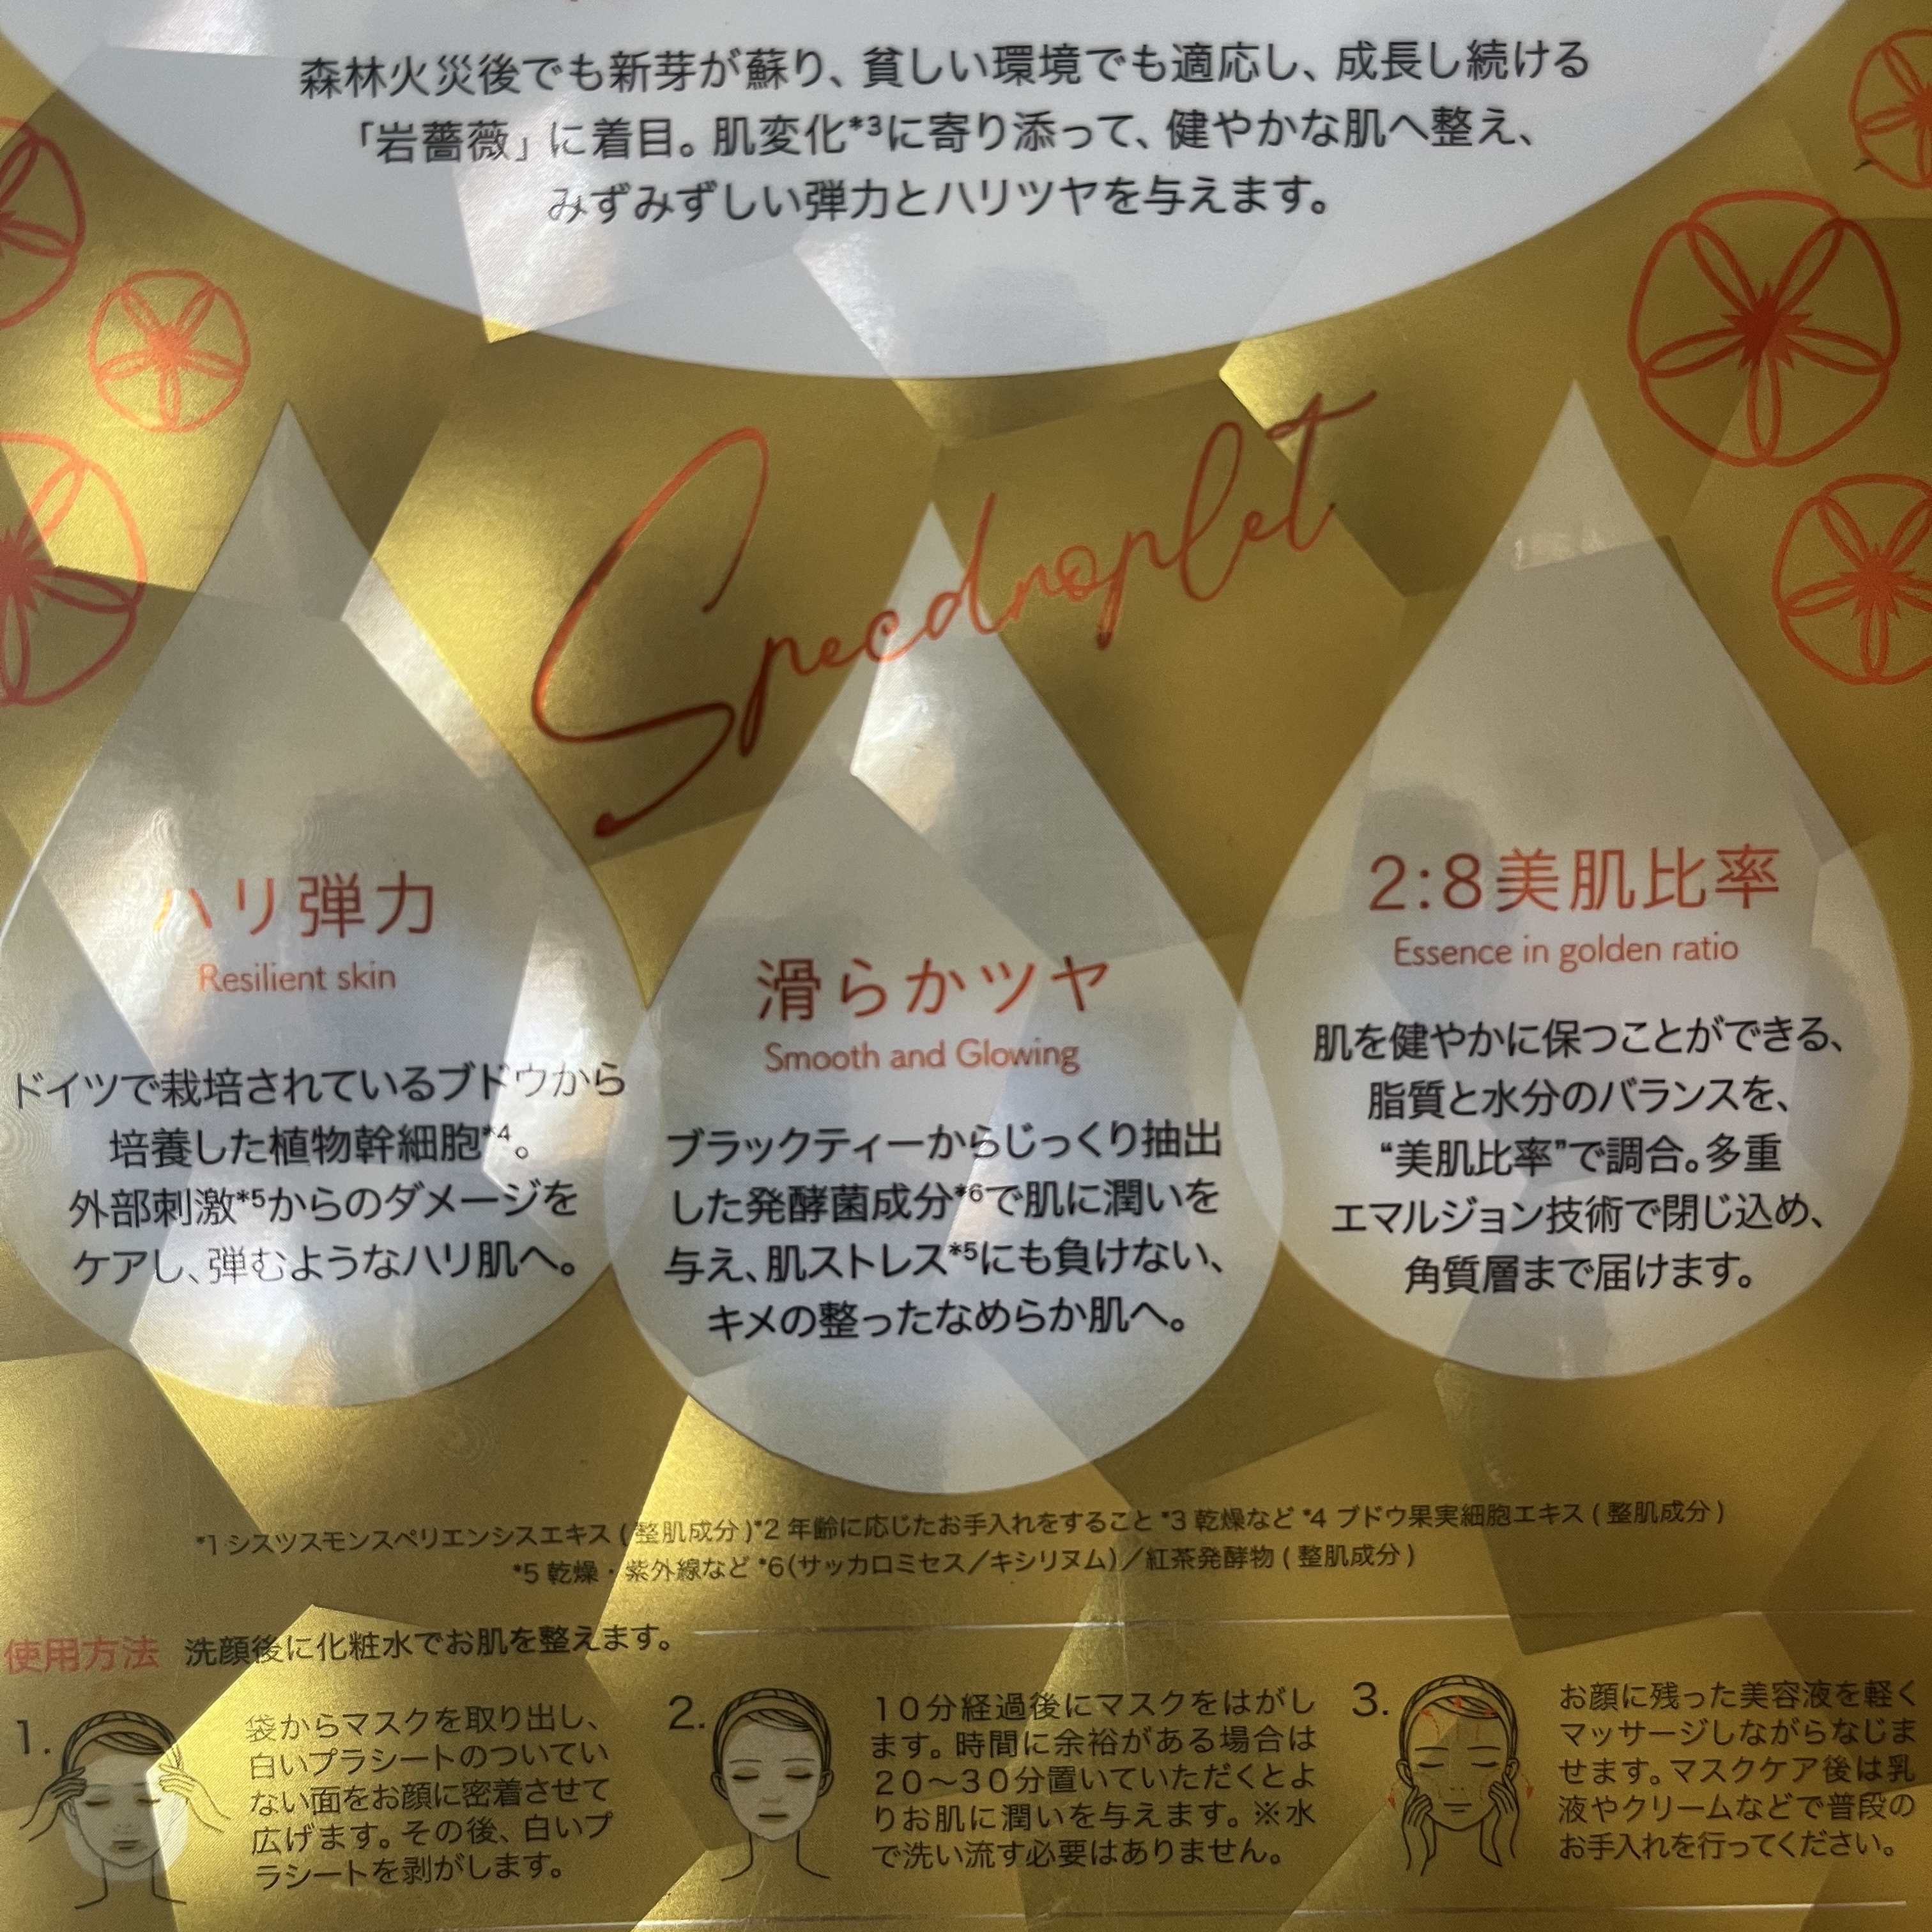 森林火災後でも新芽が蘇り、貧しい環境でも適応し、成長し続ける
「岩薔薇」に着目。肌変化*3に寄り添って、健やかな肌へ整え、
みずみずしい弾力とハリツヤを与えます。
Specdroplet
ハリ弾力
Resilient skin
ドイツで栽培されているブドウから
培養した植物幹細胞*4。
外部刺激*5からのダメージを
ケアし、弾むようなハリ肌へ。
滑らかツヤ
Smooth and Glowing
ブラックティーからじっくり抽出
した発酵菌成分*6で肌に潤いを
与え、肌ストレス*5にも負けない、
キメの整ったなめらか肌へ。
2:8美肌比率
Essence in golden ratio
肌を健やかに保つことができる、
脂質と水分のバランスを、
“美肌比率”で調合。多重
エマルジョン技術で閉じ込め、
角質層まで届けます。
*1 シスツスモンスペリエンシスエキス ( 整肌成分 )*2 年齢に応じたお手入れをすること *3 乾燥など *4 ブドウ果実細胞エキス ( 整肌成分 )
*5 乾燥・紫外線など *6(サッカロミセス／キシリヌム)／紅茶発酵物 ( 整肌成分 )
使用方法 洗顔後に化粧水でお肌を整えます。
1.
袋からマスクを取り出し、
白いプラシートのついてい
ない面をお顔に密着させて
広げます。その後、白いプ
ラシートを剥がします。
2.
10分経過後にマスクをはがし
ます。時間に余裕がある場合は
20〜30分置いていただくとよ
りお肌に潤いを与えます。※水
で洗い流す必要はありません。
3.
お顔に残った美容液を軽く
マッサージしながらなじま
せます。マスクケア後は乳
液やクリームなどで普段の
お手入れを行ってください。